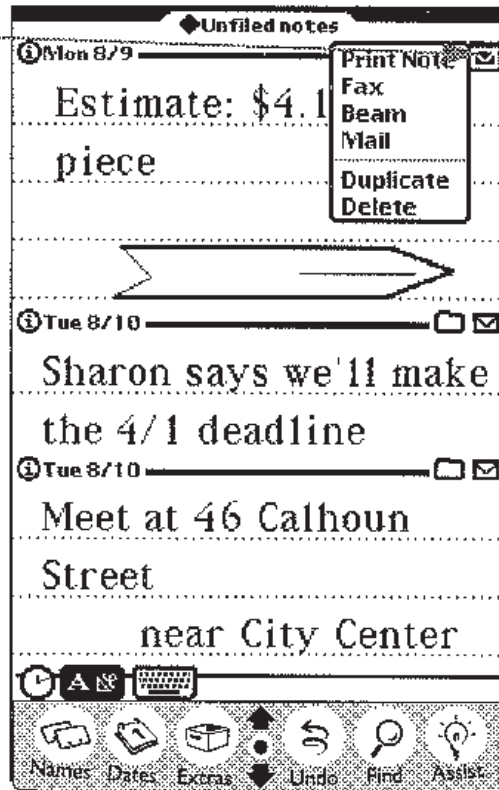 ◆Unfiled notes
Mon 8/9
Print Note
Fax
Beam
Mail
Duplicate
Delete
Estimate: $4.1
piece
Tue 8/10
Sharon says we'll make
the 4/1 deadline
Tue 8/10
Meet at 46 Calhoun
Street
near City Center
A
Names Dates Extras Undo Find Assist